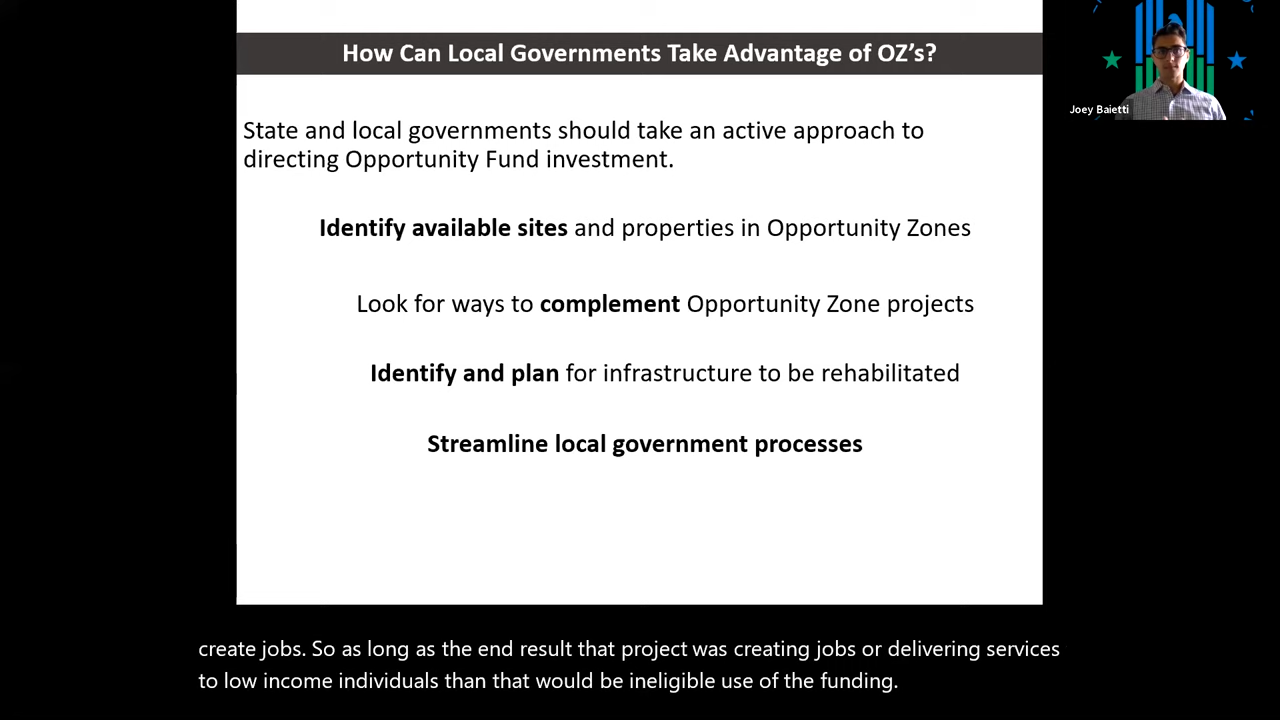 How Can Local Governments Take Advantage of OZ's?
Joey Baietti
State and local governments should take an active approach to
directing Opportunity Fund investment.
Identify available sites and properties in Opportunity Zones
Look for ways to complement Opportunity Zone projects
Identify and plan for infrastructure to be rehabilitated
Streamline local government processes
create jobs. So as long as the end result that project was creating jobs or delivering services
to low income individuals than that would be ineligible use of the funding.